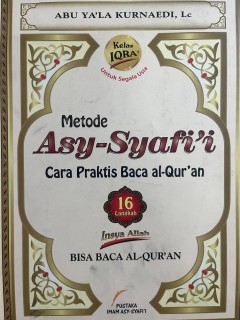 ABU YA'LA KURNAEDI, Lc
Kelas
IQRA'
Untuk Segala Usia
Metode
Asy-Syafi'i
Cara Praktis Baca al-Qur'an
16
Langkah
Insya Allah
BISA BACA AL-QUR'AN
PUSTAKA
IMAM ASY-SYAFI'I